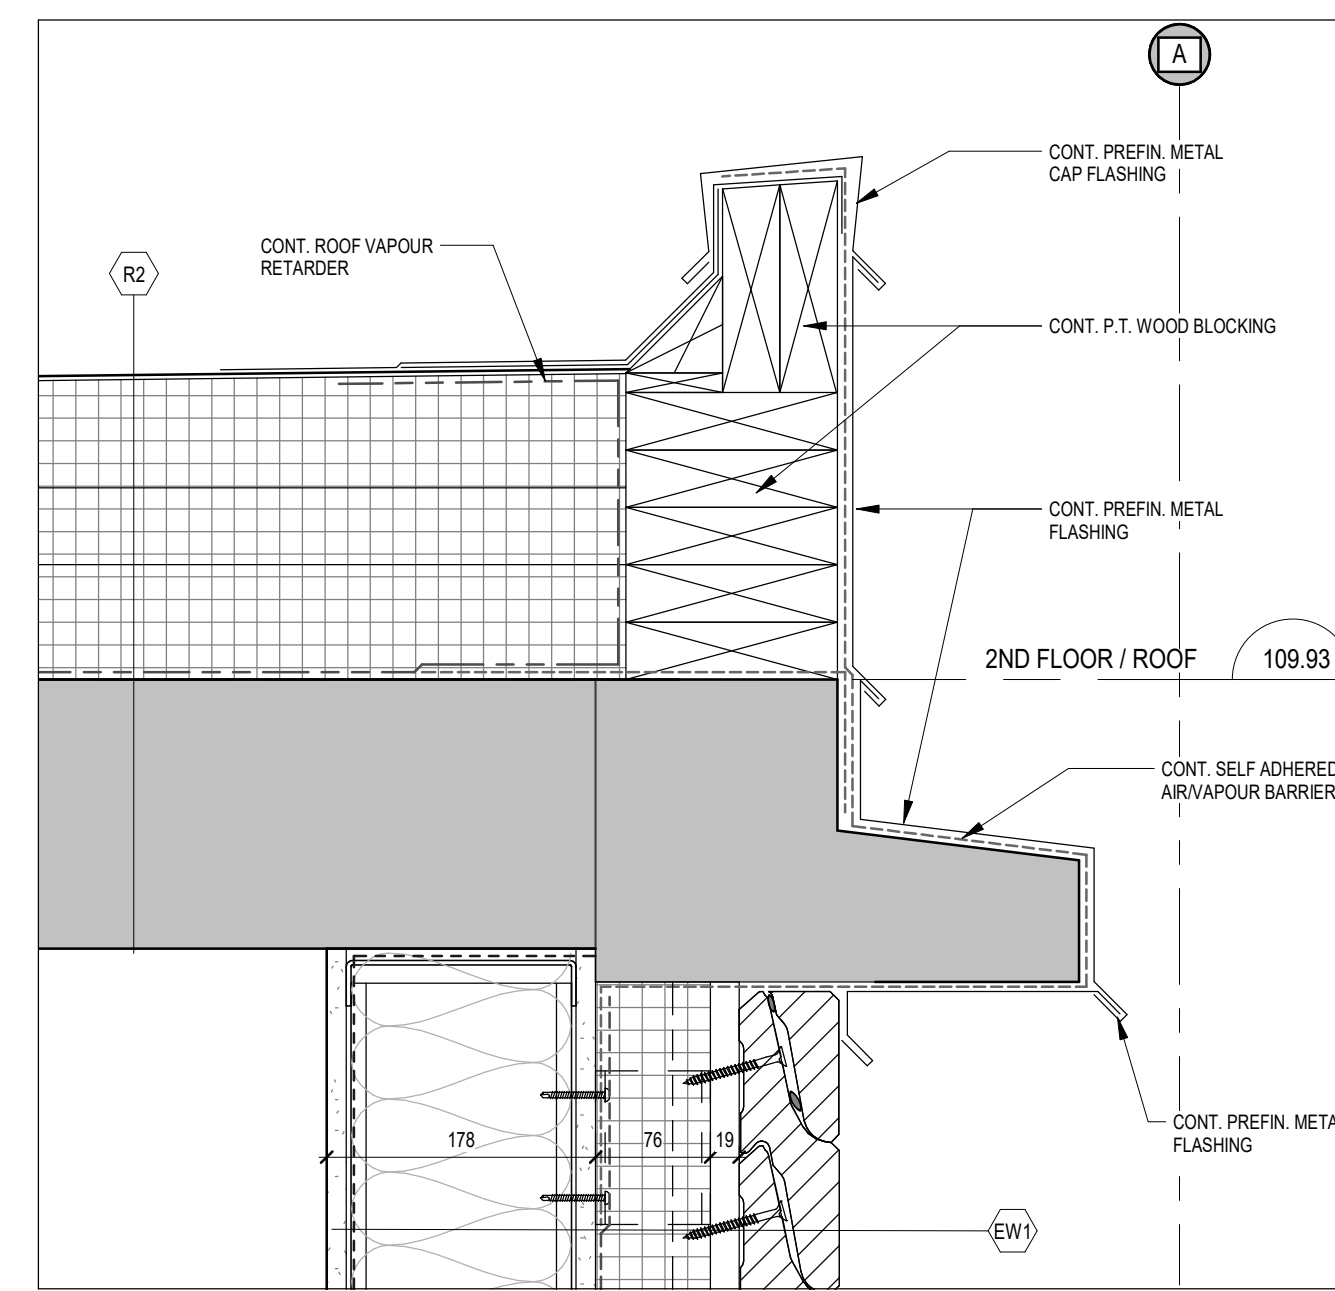 A
CONT. PREFIN. METAL
CAP FLASHING
CONT. ROOF VAPOUR
RETARDER
R2
CONT. P.T. WOOD BLOCKING
CONT. PREFIN. METAL
FLASHING
2ND FLOOR / ROOF 109.93
CONT. SELF ADHERED
AIR/VAPOUR BARRIER
CONT. PREFIN. META
FLASHING
178 76 19
EW1